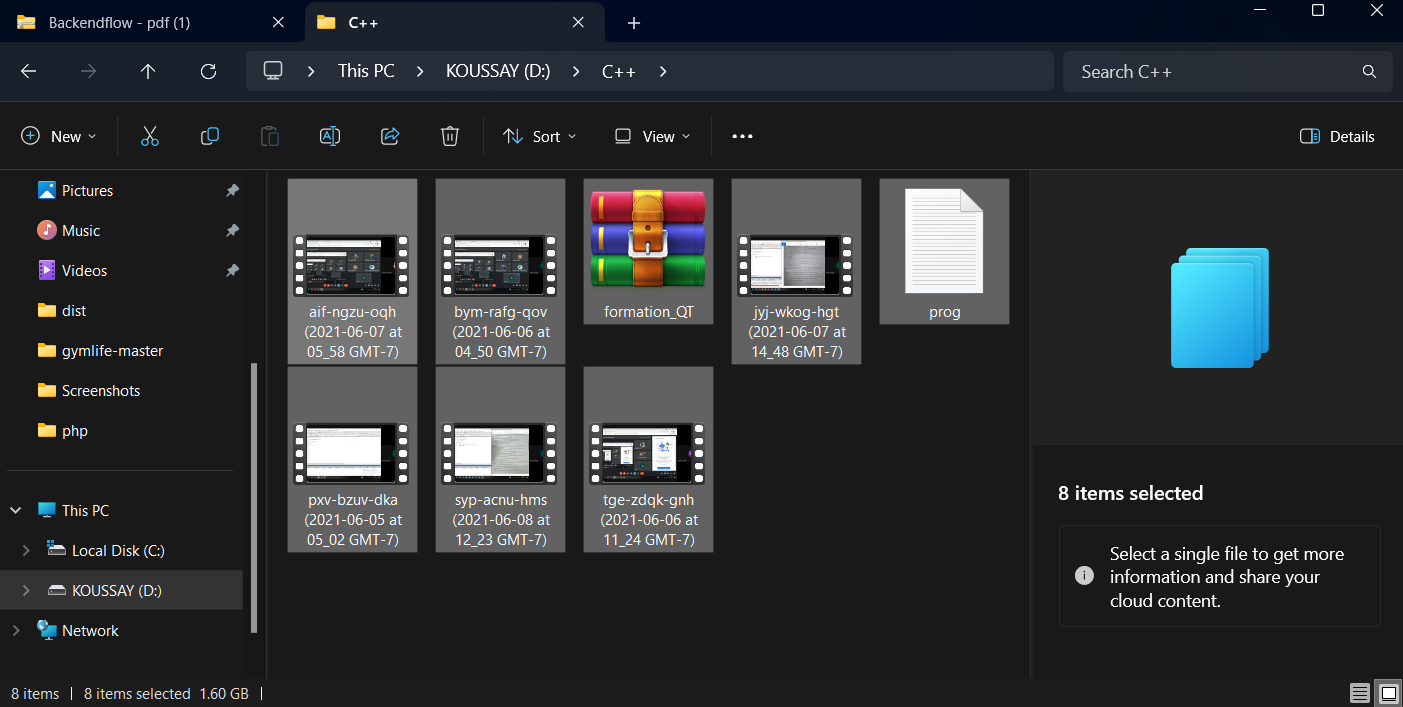 Backendflow - pdf (1)
C++
This PC
KOUSSAY (D:)
C++
Search C++
New
Sort
View
Details
Pictures
Music
Videos
dist
gymlife-master
Screenshots
php
This PC
Local Disk (C:)
KOUSSAY (D:)
Network
aif-ngzu-oqh
(2021-06-07 at
05_58 GMT-7)
bym-rafg-qov
(2021-06-06 at
04_50 GMT-7)
formation_QT
jyj-wkog-hgt
(2021-06-07 at
14_48 GMT-7)
prog
pxv-bzuv-dka
(2021-06-05 at
05_02 GMT-7)
syp-acnu-hms
(2021-06-08 at
12_23 GMT-7)
tge-zdqk-gnh
(2021-06-06 at
11_24 GMT-7)
8 items selected
Select a single file to get more
information and share your
cloud content.
8 items
8 items selected 1.60 GB